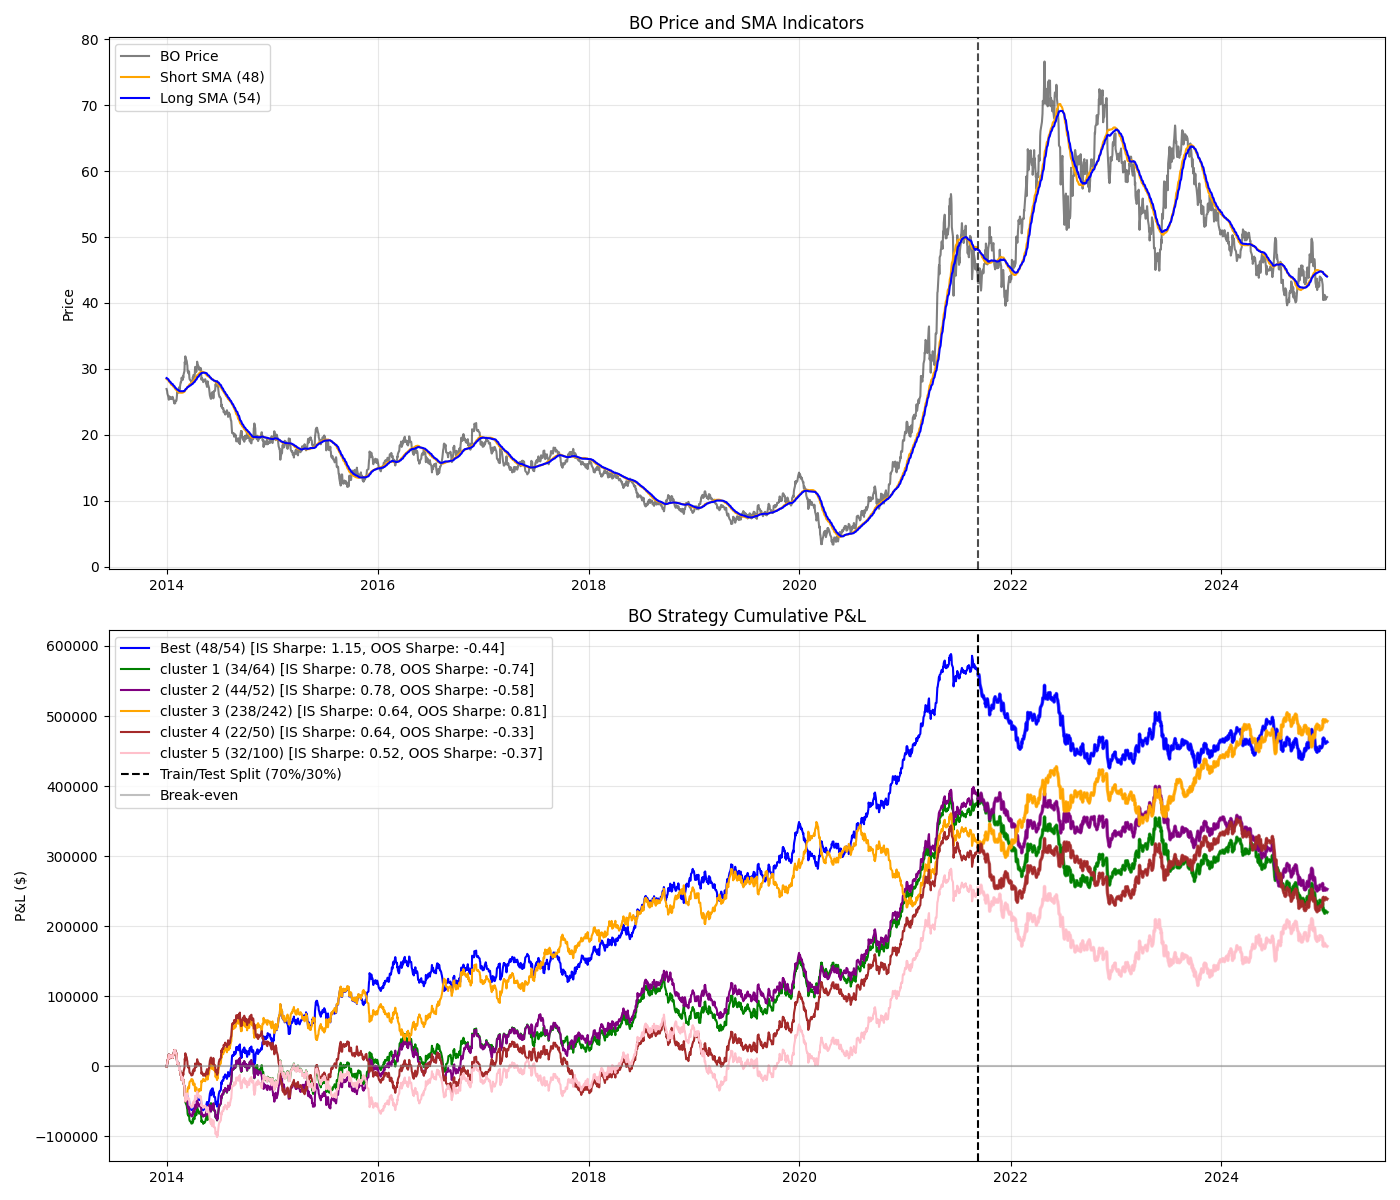 BO Price and SMA Indicators
BO Price
Short SMA (48)
Long SMA (54)
Price
80
70
60
50
40
30
20
10
0
2014
2016
2018
2020
2022
2024
BO Strategy Cumulative P&L
Best (48/54) [IS Sharpe: 1.15, OOS Sharpe: -0.44]
cluster 1 (34/64) [IS Sharpe: 0.78, OOS Sharpe: -0.74]
cluster 2 (44/52) [IS Sharpe: 0.78, OOS Sharpe: -0.58]
cluster 3 (238/242) [IS Sharpe: 0.64, OOS Sharpe: 0.81]
cluster 4 (22/50) [IS Sharpe: 0.64, OOS Sharpe: -0.33]
cluster 5 (32/100) [IS Sharpe: 0.52, OOS Sharpe: -0.37]
Train/Test Split (70%/30%)
Break-even
P&L ($)
600000
500000
400000
300000
200000
100000
0
−100000
2014
2016
2018
2020
2022
2024